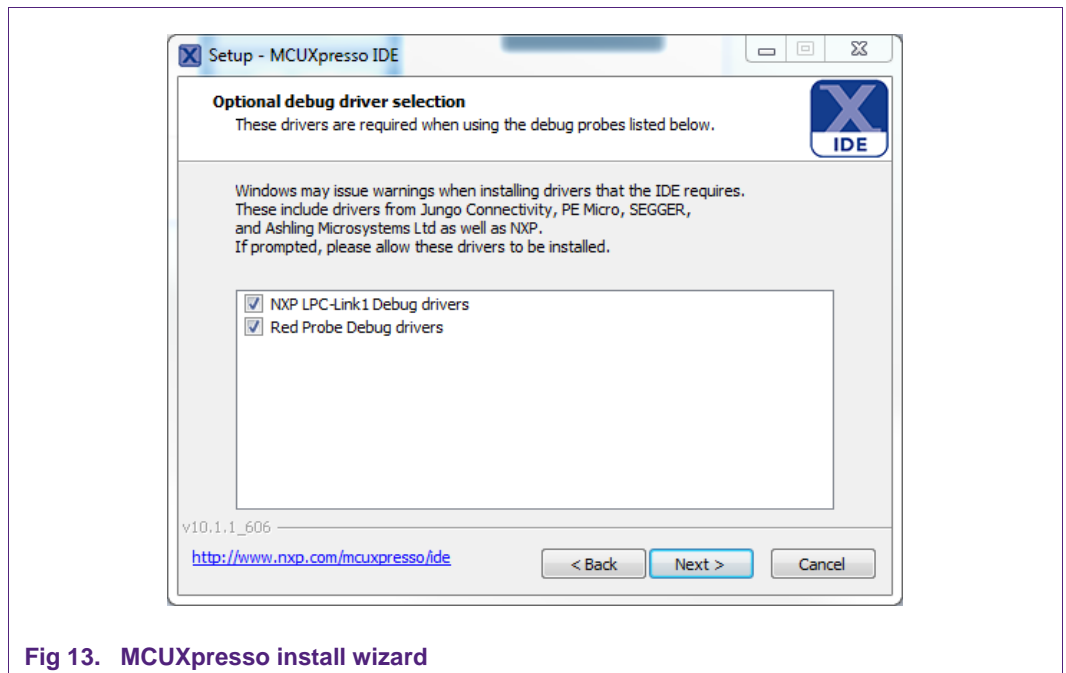 Setup - MCUXpresso IDE
Optional debug driver selection
These drivers are required when using the debug probes listed below.
IDE
Windows may issue warnings when installing drivers that the IDE requires.
These include drivers from Jungo Connectivity, PE Micro, SEGGER,
and Ashling Microsystems Ltd as well as NXP.
If prompted, please allow these drivers to be installed.
NXP LPC-Link1 Debug drivers
Red Probe Debug drivers
v10.1.1_606
http://www.nxp.com/mcuxpresso/ide
< Back Next > Cancel
Fig 13. MCUXpresso install wizard